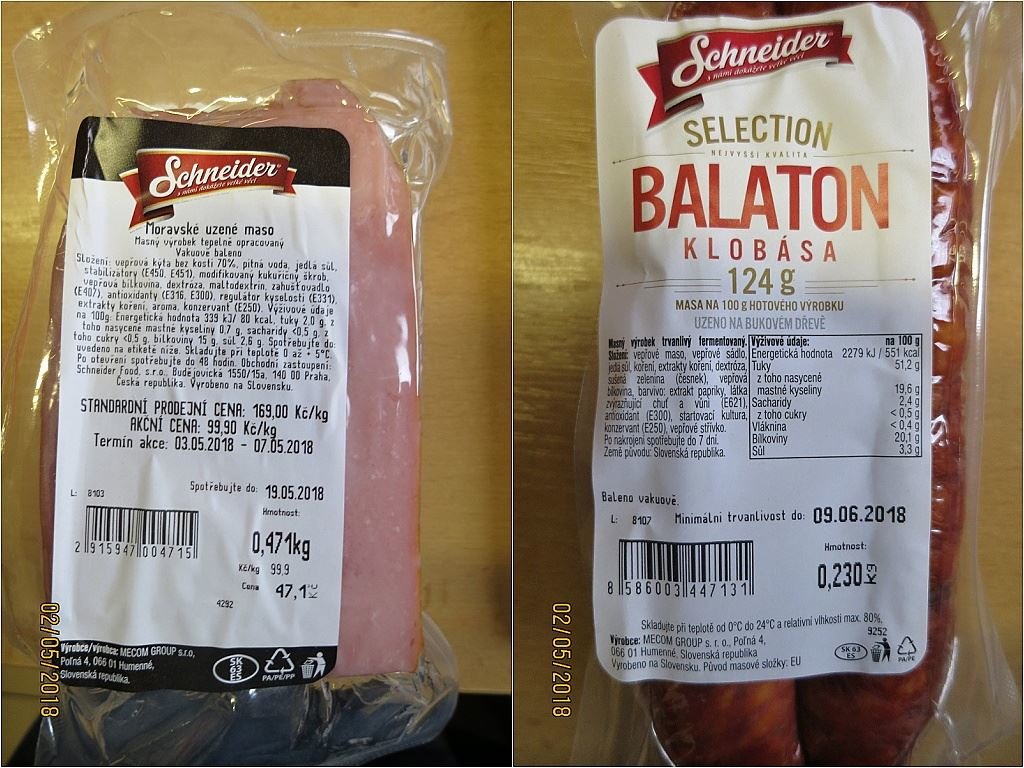 Schneider
s námi dokážete velké věci
Moravské uzené maso
Masný výrobek tepelně opracovaný
Vakuově baleno
Složení: vepřová kýta bez kosti 70%, pitná voda, jedlá sůl,
stabilizátory (E450, E451), modifikovaný kukuřičný škrob,
vepřová bílkovina, dextróza, maltodextrin, zahušťovadlo
(E407), antioxidanty (E316, E300), regulátor kyselosti (E331),
extrakty koření, aroma, konzervant (E250). Výživové údaje
na 100g: Energetická hodnota 339 kJ/ 80 kcal, tuky 2,0 g, z
toho nasycené mastné kyseliny 0,7 g, sacharidy <0,5 g, z
toho cukry <0,5 g, bílkoviny 15 g, sůl 2,6 g. Spotřebujte do:
uvedeno na etiketě níže. Skladujte při teplotě 0 až + 5°C.
Po otevření spotřebujte do 48 hodin. Obchodní zastoupení:
Schneider Food, s.r.o., Budějovická 1550/15a, 140 00 Praha,
Česká republika. Vyrobeno na Slovensku.
STANDARDNÍ PRODEJNÍ CENA: 169,00 Kč/kg
AKČNÍ CENA: 99,90 Kč/kg
Termín akce: 03.05.2018 - 07.05.2018
Spotřebujte do: 19.05.2018
L: 8103
Hmotnost:
0,471kg
2 915947 004715
Kč/kg 99,9
Cena 47,1 Kč
4292
Výrobce/výrobca: MECOM GROUP s.r.o,
Poľná 4, 066 01 Humenné,
Slovenská republika.
SK
63
ES
PA/PE/PP
02/05/2018
Schneider
s námi dokážete velké věci
SELECTION
NEJVYŠŠÍ KVALITA
BALATON
KLOBÁSA
124 g
MASA NA 100 g HOTOVÉHO VÝROBKU
UZENO NA BUKOVÉM DŘEVĚ
Masný výrobek trvanlivý fermentovaný.
Složení: vepřové maso, vepřové sádlo,
jedlá sůl, koření, extrakty koření, dextróza,
sušená zelenina (česnek), vepřová
bílkovina, barvivo: extrakt papriky, látka
zvýrazňující chuť a vůni (E621),
antioxidant (E300), startovací kultura,
konzervant (E250), vepřové střívko.
Po nakrojení spotřebujte do 7 dní.
Země původu: Slovenská republika.
Výživové údaje: na 100 g
Energetická hodnota 2279 kJ / 551 kcal
Tuky 51,2 g
z toho nasycené
mastné kyseliny 19,6 g
Sacharidy 2,4 g
z toho cukry < 0,5 g
Vláknina < 0,4 g
Bílkoviny 20,1 g
Sůl 3,3 g
Baleno vakuově.
L: 8107 Minimální trvanlivost do: 09.06.2018
Hmotnost:
0,230 kg
8 586003 447131
Skladujte při teplotě od 0°C do 24°C a relativní vlhkosti max. 80%.
9252
Výrobce: MECOM GROUP s. r. o., Poľná 4,
066 01 Humenné, Slovenská republika
Vyrobeno na Slovensku. Původ masové složky: EU
SK 63
ES
PA/PE
02/05/2018